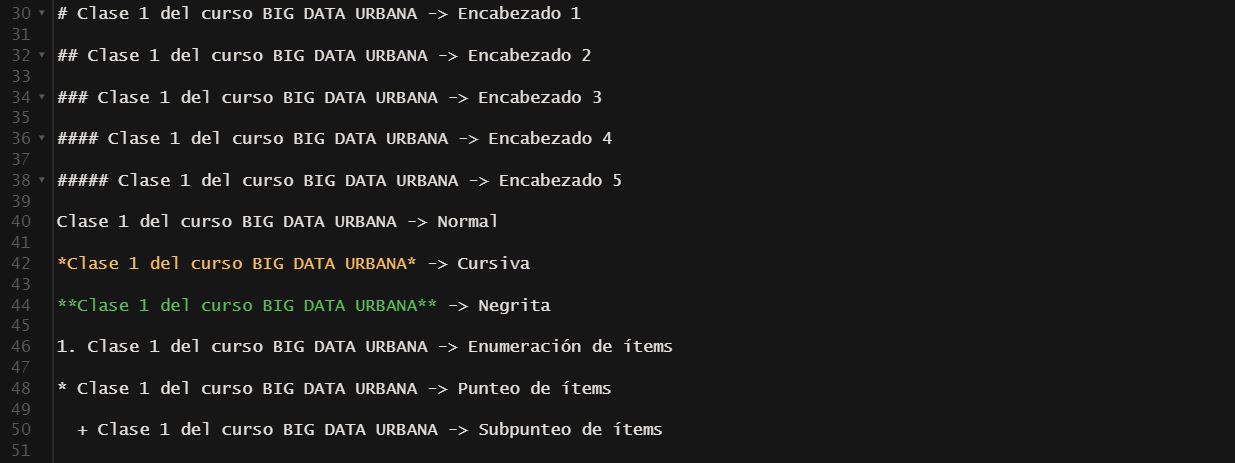 30 # Clase 1 del curso BIG DATA URBANA -> Encabezado 1
31
32 ## Clase 1 del curso BIG DATA URBANA -> Encabezado 2
33
34 ### Clase 1 del curso BIG DATA URBANA -> Encabezado 3
35
36 #### Clase 1 del curso BIG DATA URBANA -> Encabezado 4
37
38 ##### Clase 1 del curso BIG DATA URBANA -> Encabezado 5
39
40 Clase 1 del curso BIG DATA URBANA -> Normal
41
42 *Clase 1 del curso BIG DATA URBANA* -> Cursiva
43
44 **Clase 1 del curso BIG DATA URBANA** -> Negrita
45
46 1. Clase 1 del curso BIG DATA URBANA -> Enumeración de ítems
47
48 * Clase 1 del curso BIG DATA URBANA -> Punteo de ítems
49
50   + Clase 1 del curso BIG DATA URBANA -> Subpunteo de ítems
51